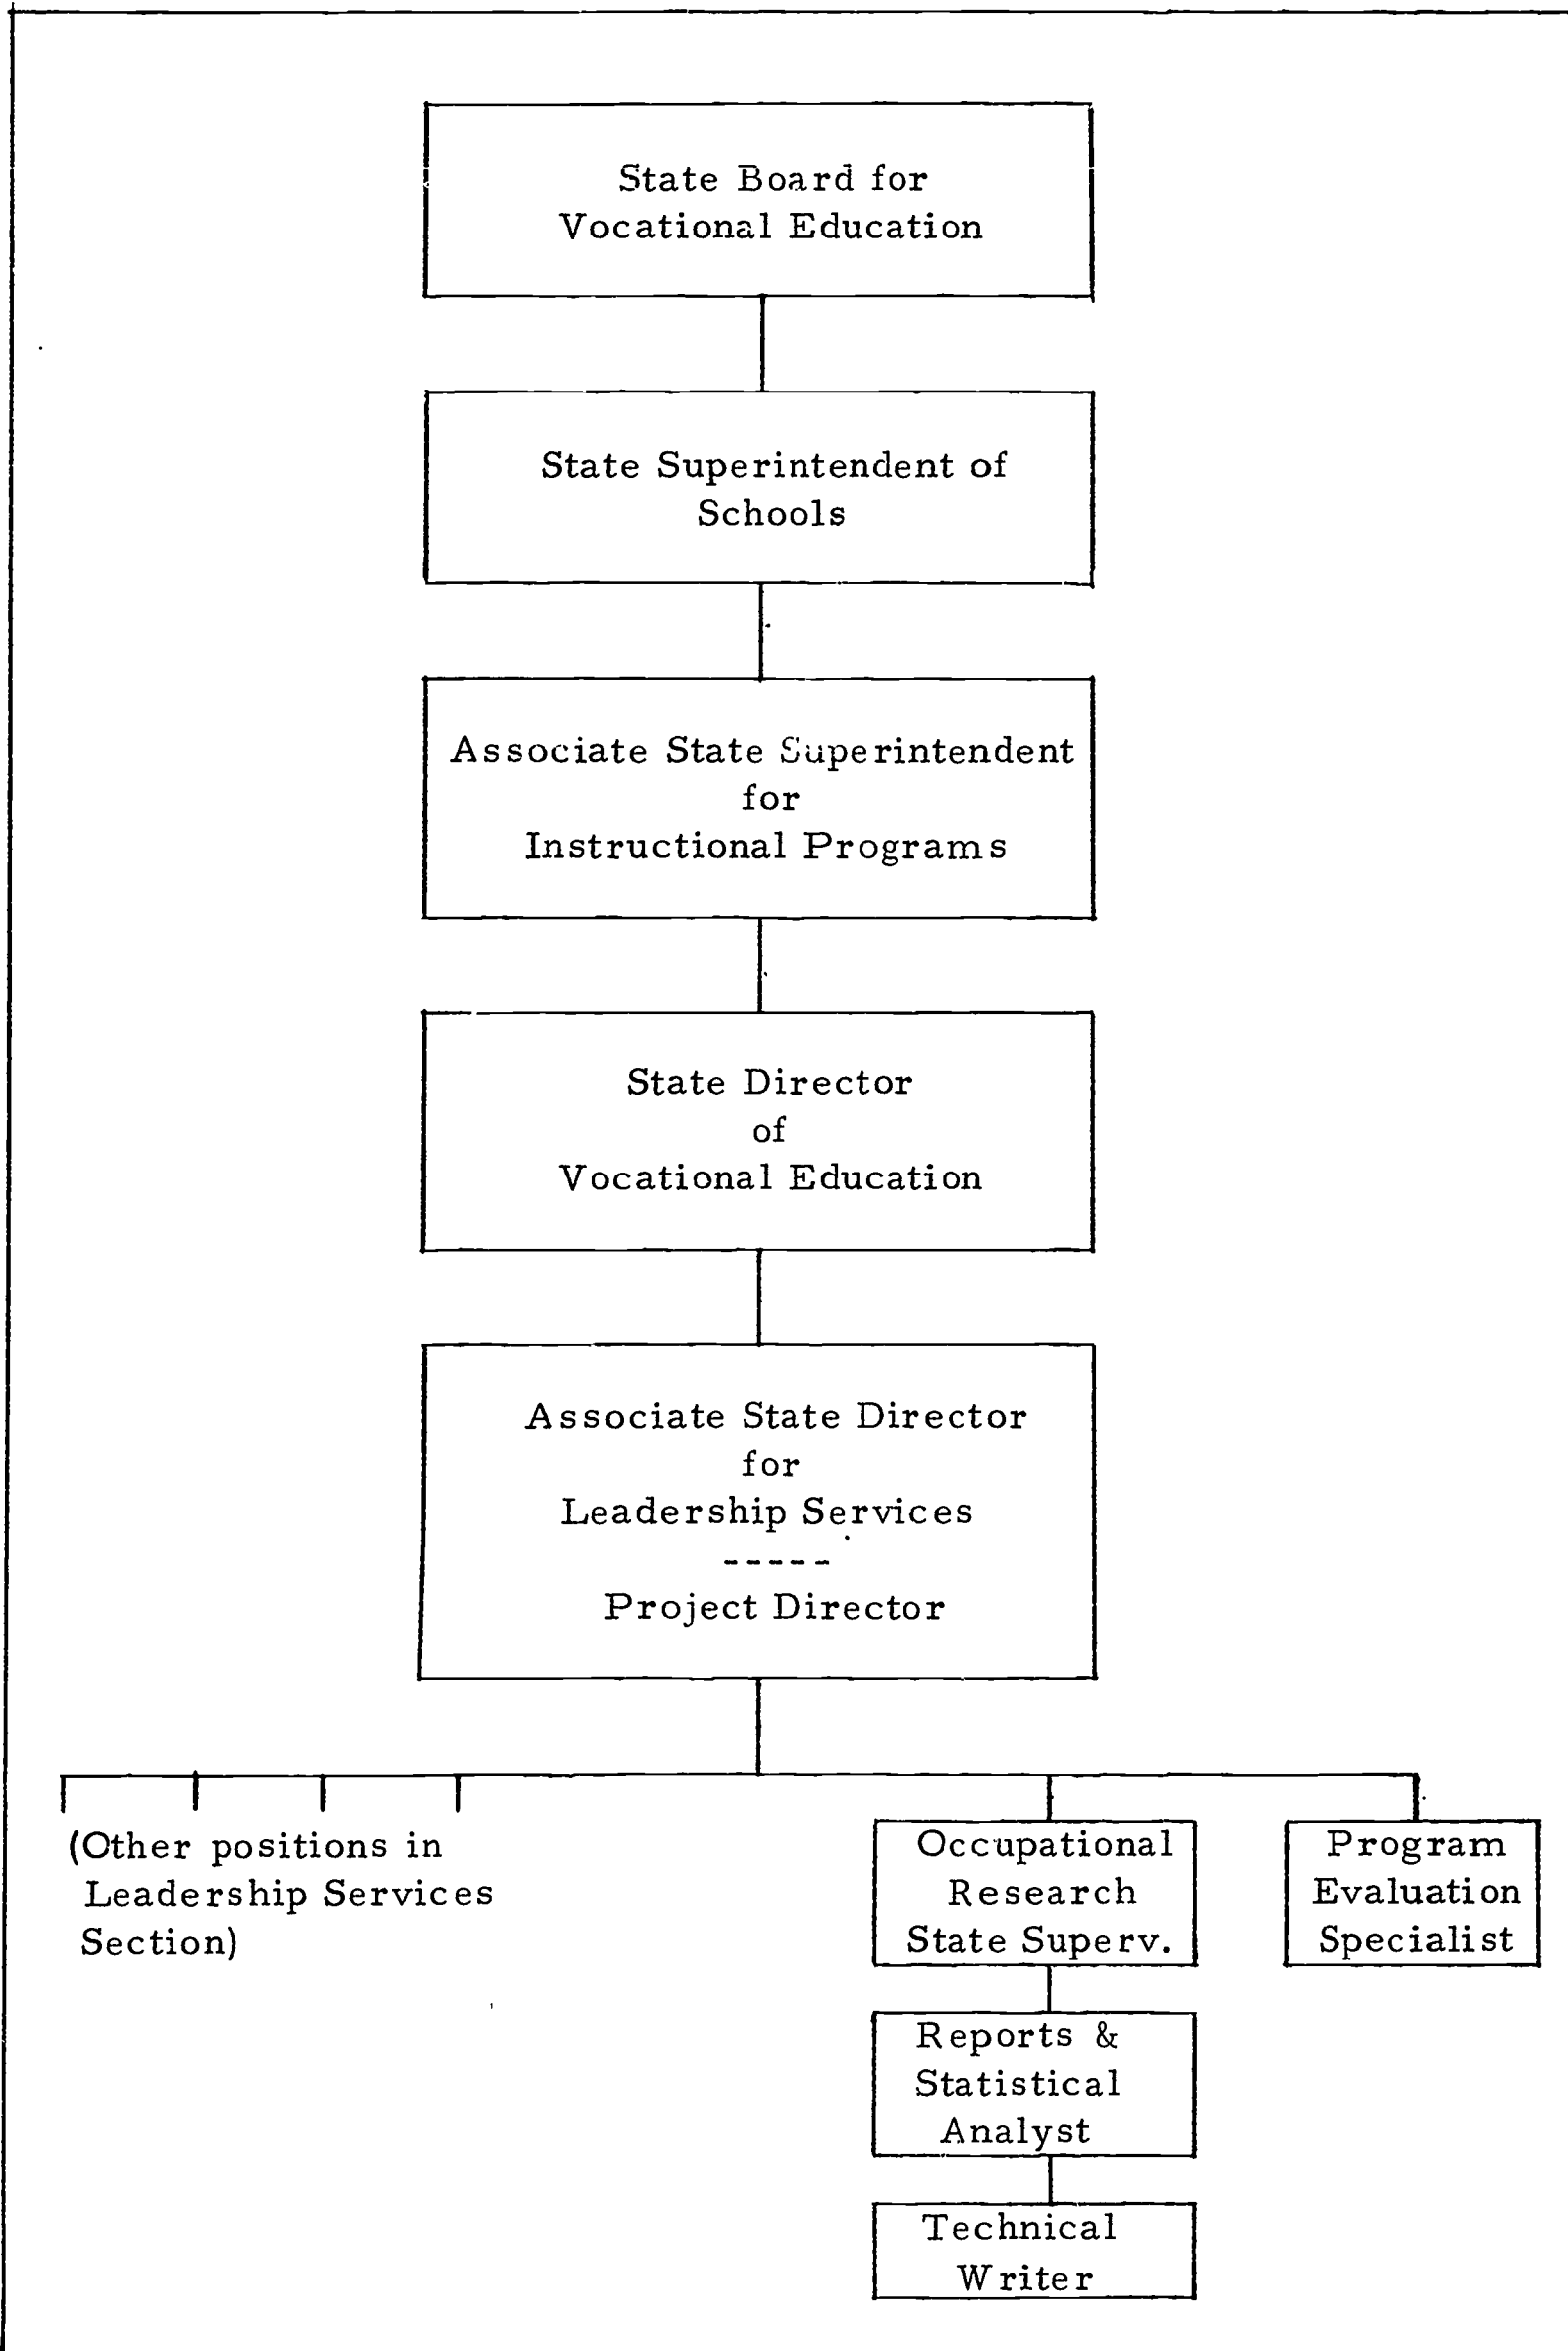 State Board for
Vocational Education
State Superintendent of
Schools
Associate State Superintendent
for
Instructional Programs
State Director
of
Vocational Education
Associate State Director
for
Leadership Services
-----
Project Director
(Other positions in
Leadership Services
Section)
Occupational
Research
State Superv.
Program
Evaluation
Specialist
Reports &
Statistical
Analyst
Technical
Writer